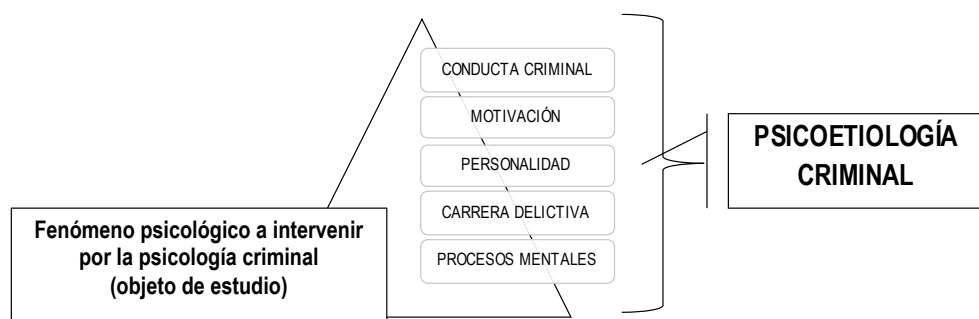 CONDUCTA CRIMINAL
MOTIVACIÓN
PERSONALIDAD
CARRERA DELICTIVA
PROCESOS MENTALES
PSICOETIOLOGÍA
CRIMINAL
Fenómeno psicológico a intervenir
por la psicología criminal
(objeto de estudio)